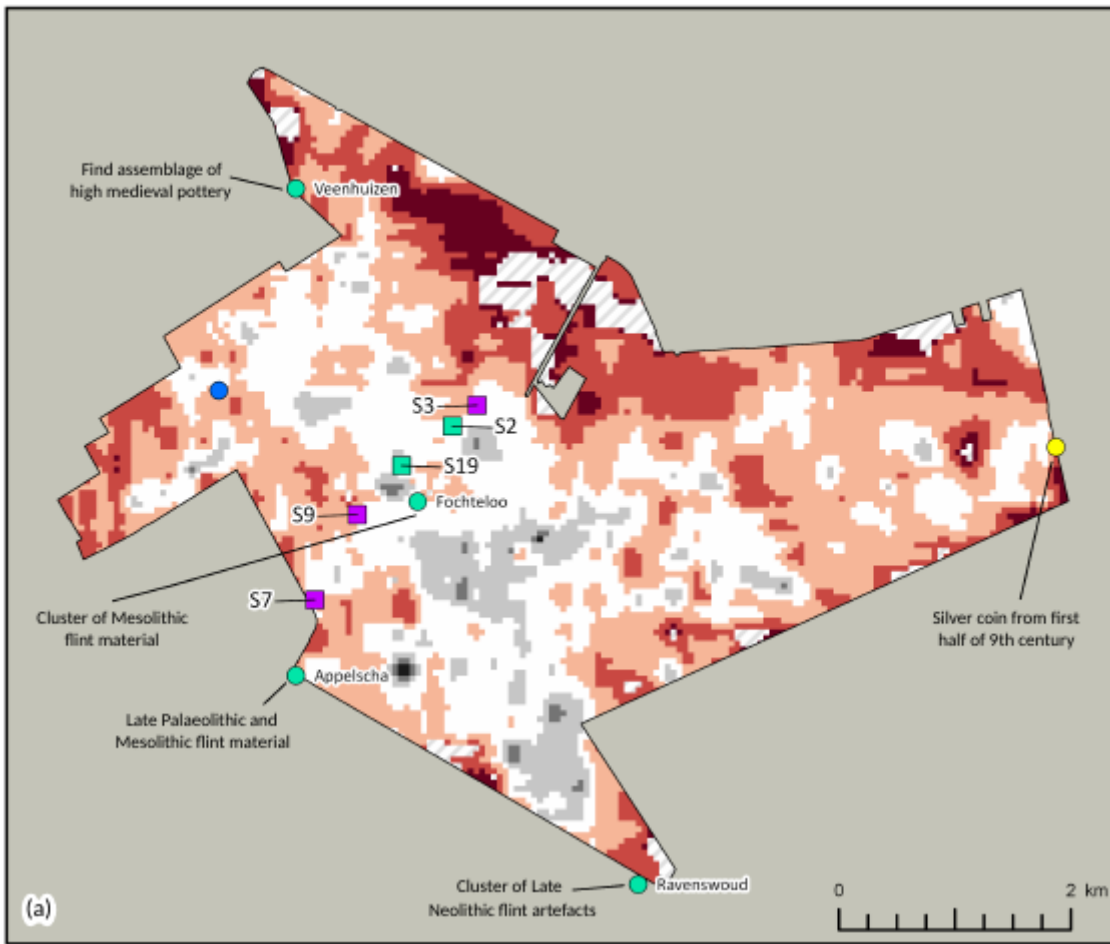 Find assemblage of
high medieval pottery
Veenhuizen
S3
S2
S19
Fochteloo
S9
S7
Cluster of Mesolithic
flint material
Silver coin from first
half of 9th century
Appelscha
Late Palaeolithic and
Mesolithic flint material
Cluster of Late
Neolithic flint artefacts
Ravenswoud
0 2 km
(a)